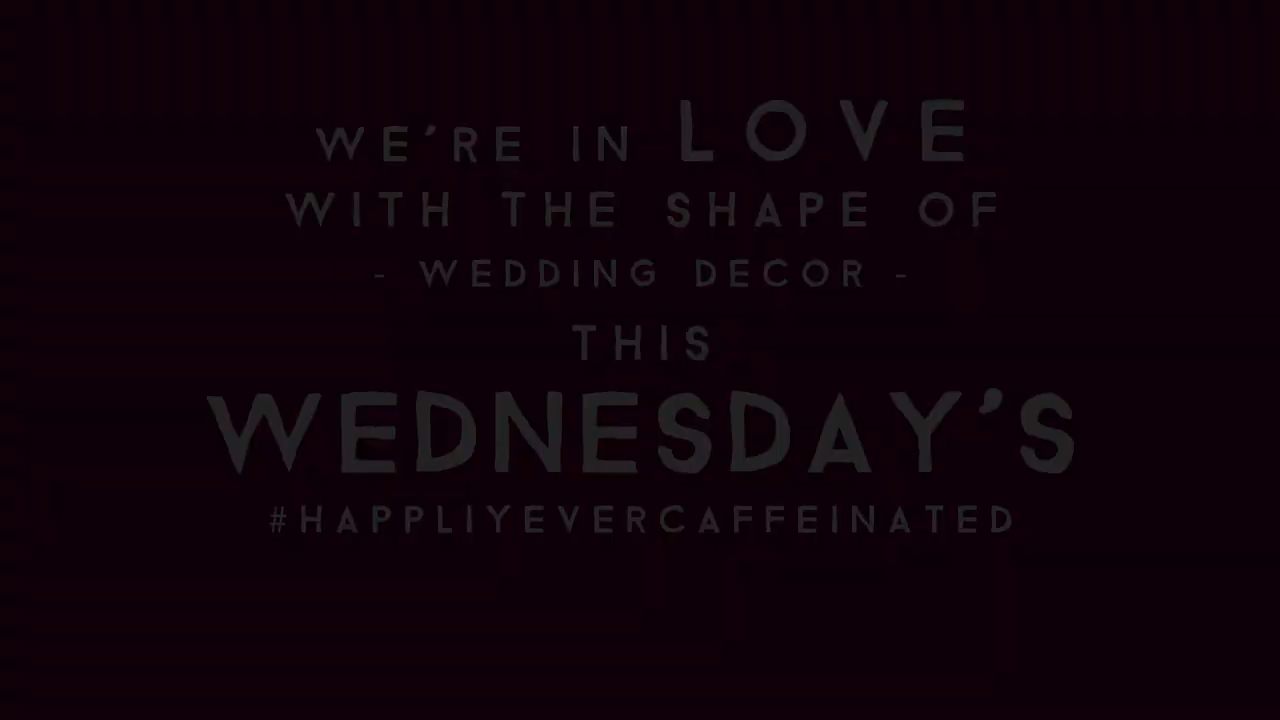 WE'RE IN LOVE
WITH THE SHAPE OF
- WEDDING DECOR -
THIS
WEDNESDAY'S
#HAPPLIYEVERCAFFEINATED